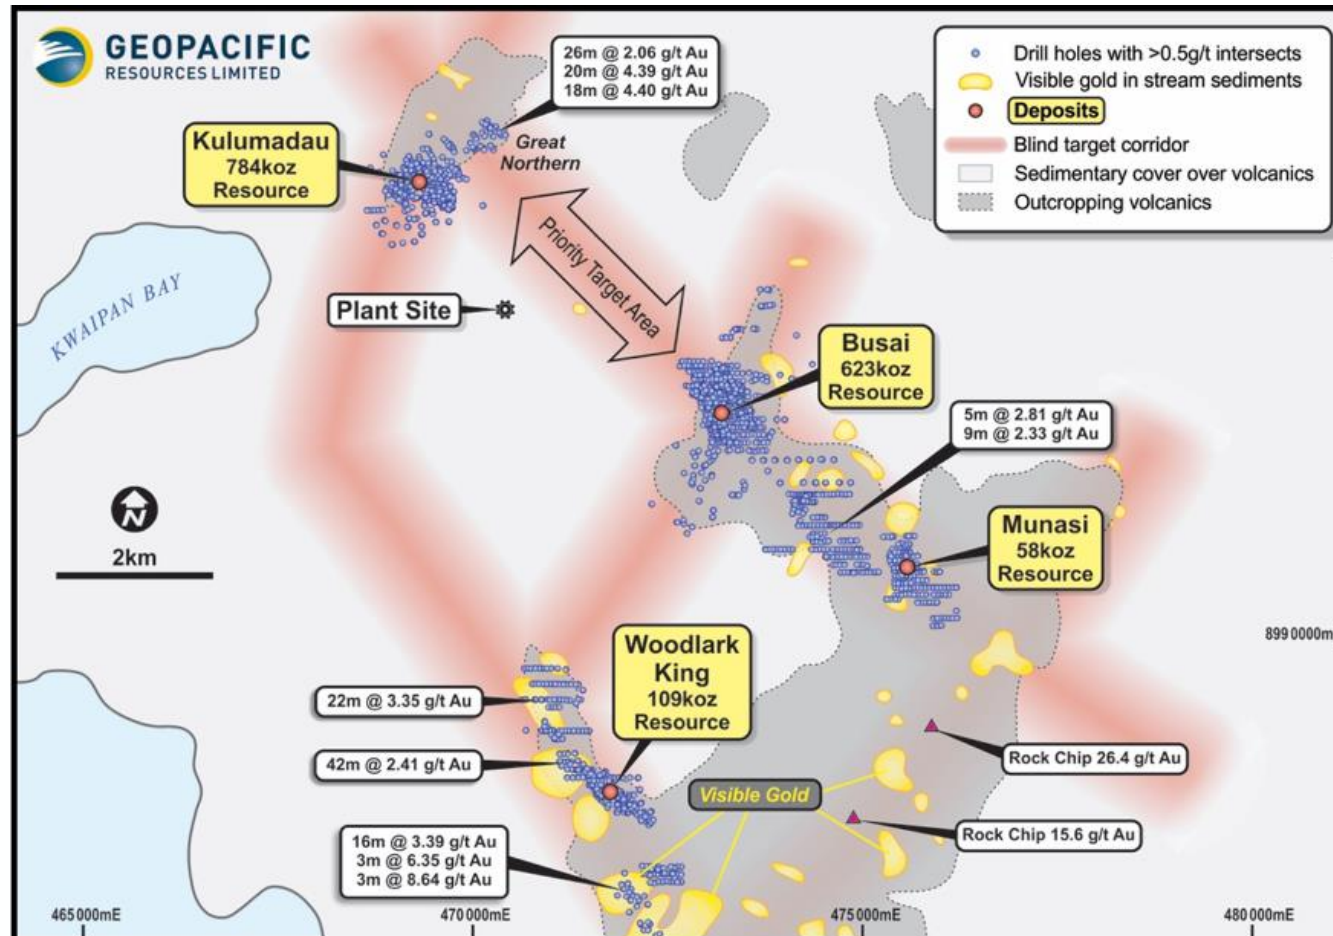 GEOPACIFIC
RESOURCES LIMITED
26m @ 2.06 g/t Au
20m @ 4.39 g/t Au
18m @ 4.40 g/t Au
Drill holes with >0.5g/t intersects
Visible gold in stream sediments
Deposits
Blind target corridor
Sedimentary cover over volcanics
Outcropping volcanics
Kulumadau
784koz
Resource
Great
Northern
Priority Target Area
KWAIPAN BAY
Plant Site
Busai
623koz
Resource
5m @ 2.81 g/t Au
9m @ 2.33 g/t Au
N
2km
Munasi
58koz
Resource
899 0000m
Woodlark
King
109koz
Resource
22m @ 3.35 g/t Au
42m @ 2.41 g/t Au
Rock Chip 26.4 g/t Au
Visible Gold
Rock Chip 15.6 g/t Au
16m @ 3.39 g/t Au
3m @ 6.35 g/t Au
3m @ 8.64 g/t Au
465 000mE
470 000mE
475 000mE
480 000mE